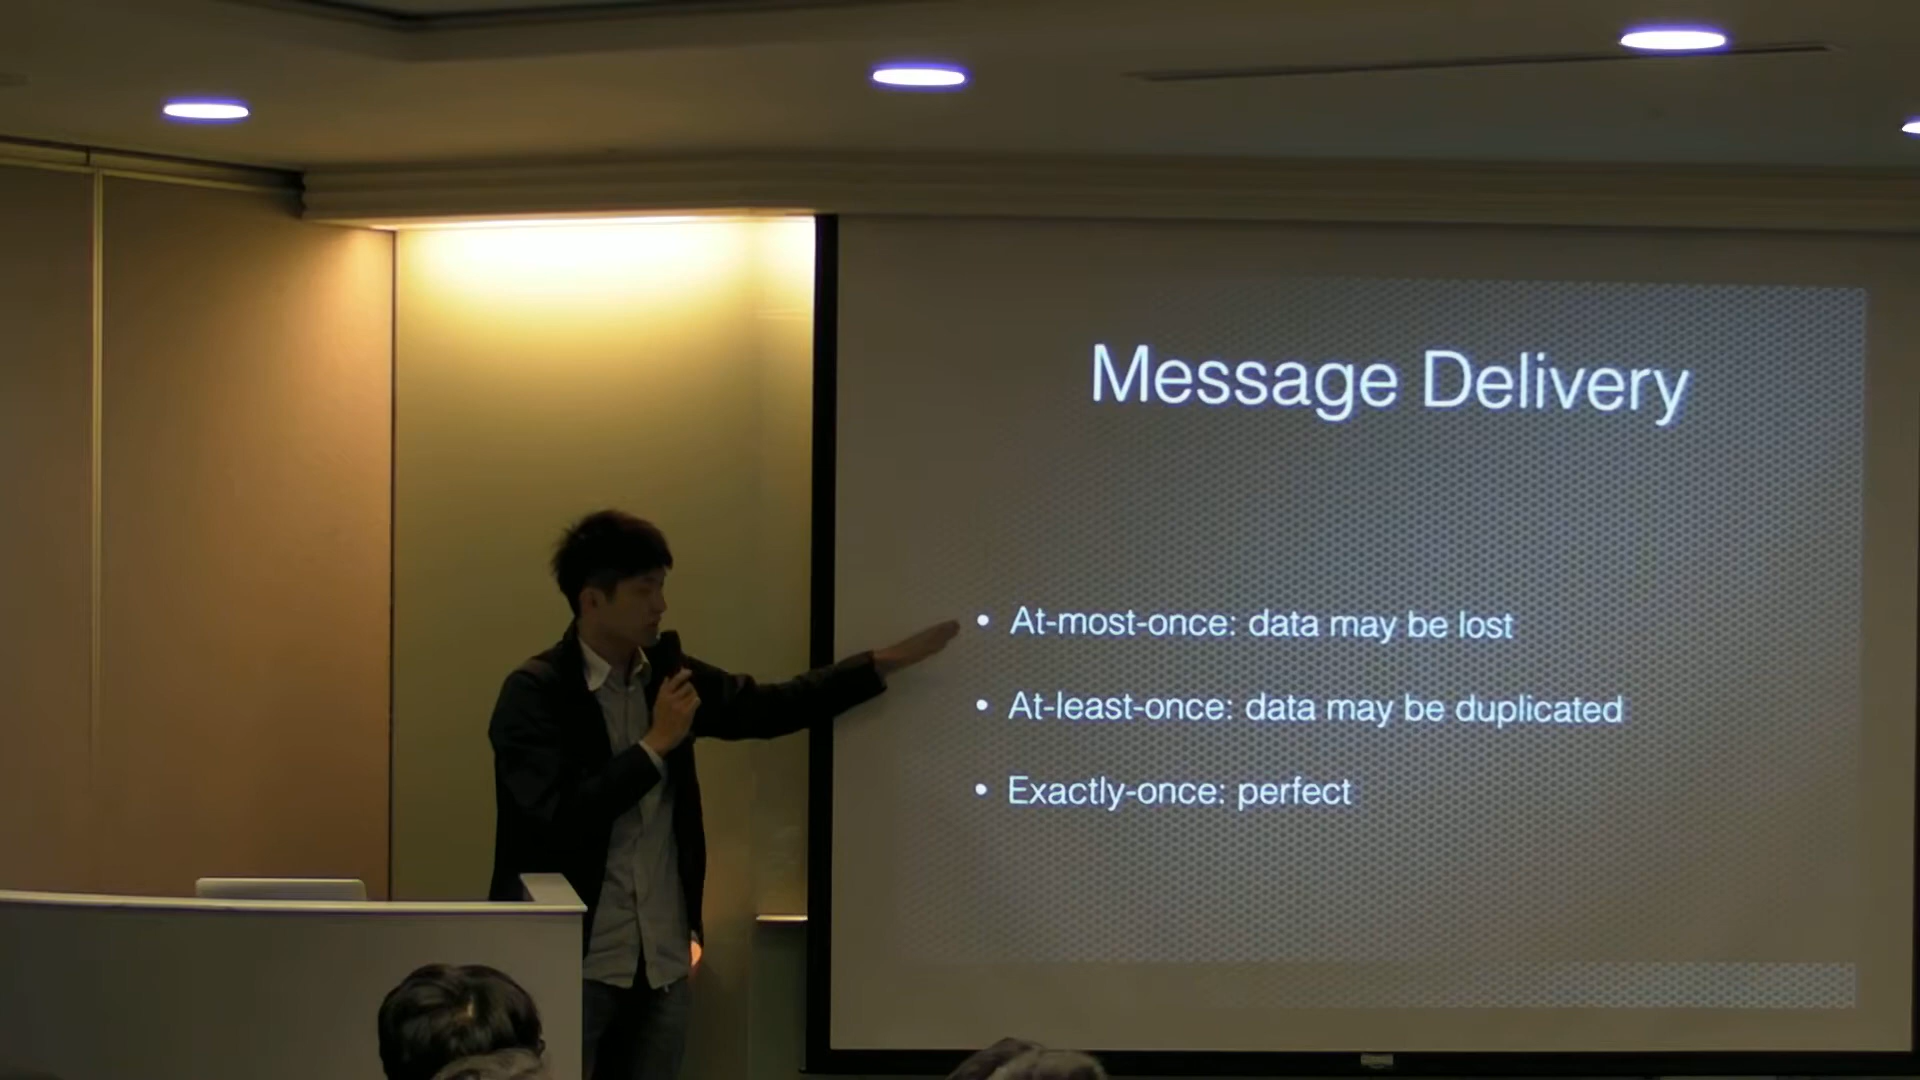 Message Delivery
• At-most-once: data may be lost
• At-least-once: data may be duplicated
• Exactly-once: perfect